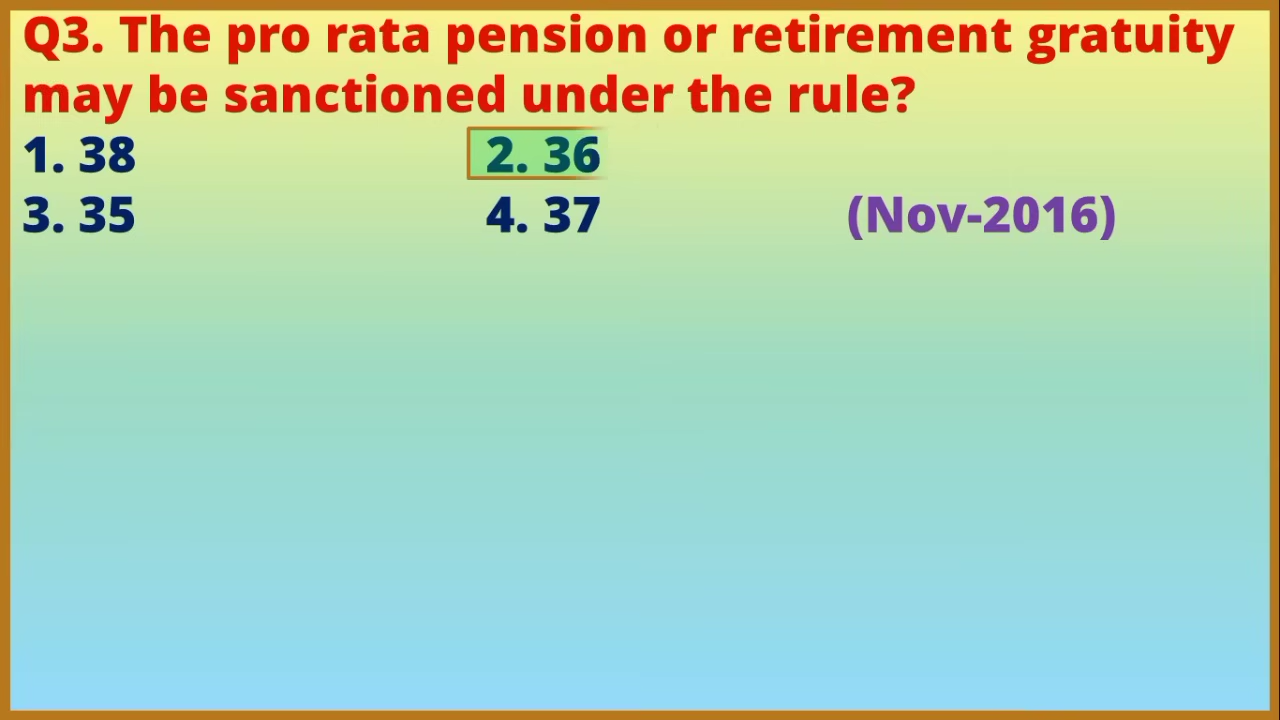 Q3. The pro rata pension or retirement gratuity
may be sanctioned under the rule?
1. 38 2. 36
3. 35 4. 37 (Nov-2016)